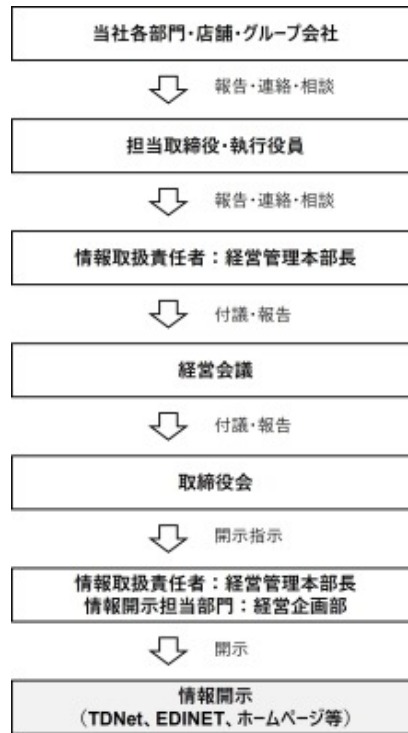 当社各部門・店舗・グループ会社
報告・連絡・相談
担当取締役・執行役員
報告・連絡・相談
情報取扱責任者：経営管理本部長
付議・報告
経営会議
付議・報告
取締役会
開示指示
情報取扱責任者：経営管理本部長
情報開示担当部門：経営企画部
開示
情報開示
（TDNet、EDINET、ホームページ等）